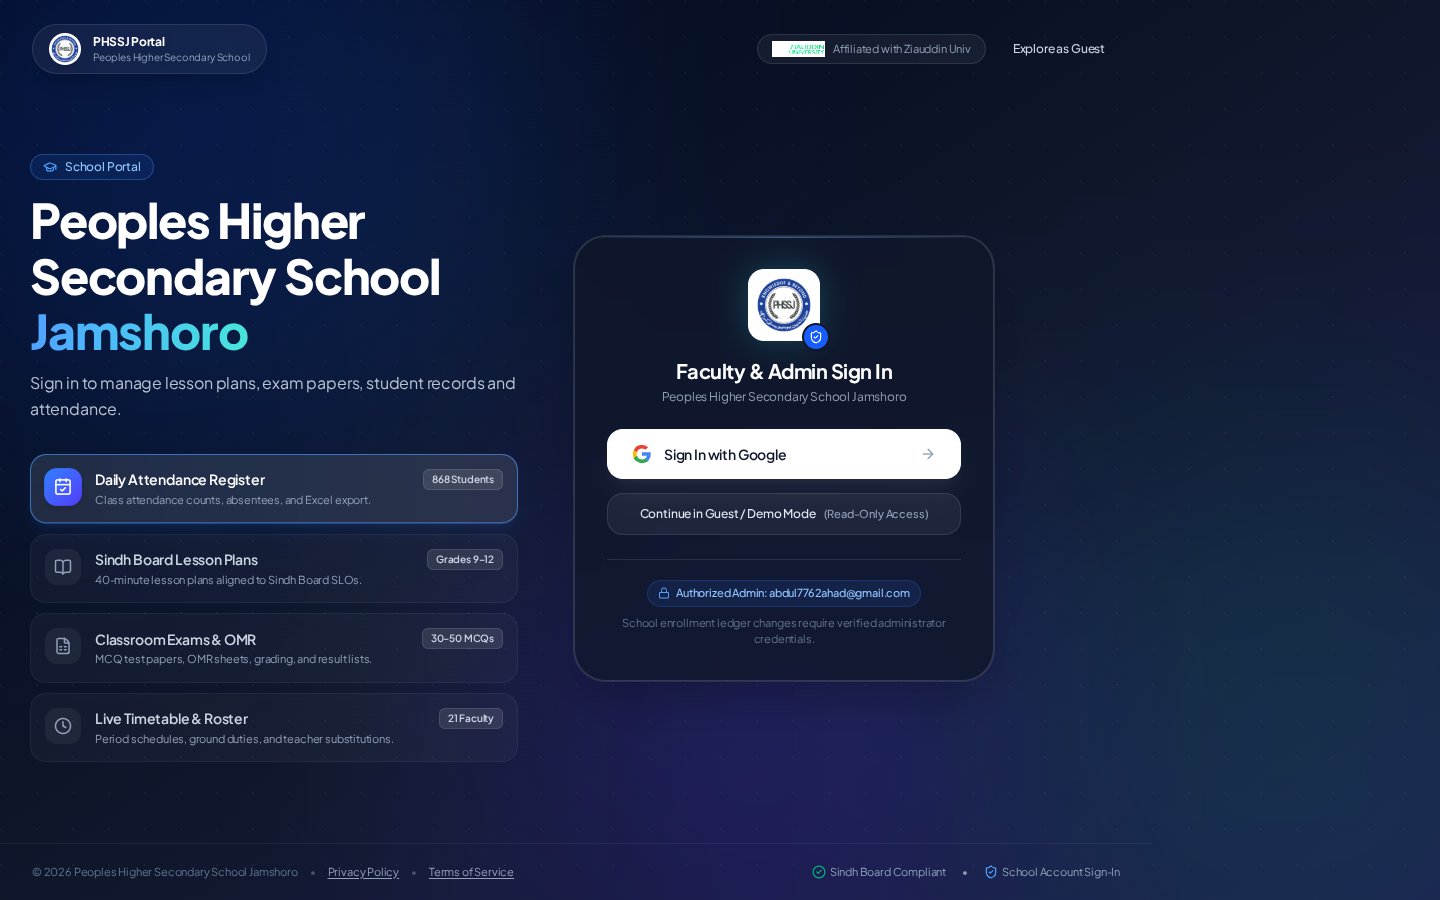 PHSSJ Portal
Peoples Higher Secondary School
ZIAUDDIN
UNIVERSITY
Affiliated with Ziauddin Univ
Explore as Guest
School Portal
Peoples Higher
Secondary School
Jamshoro
Sign in to manage lesson plans, exam papers, student records and
attendance.
Daily Attendance Register
868 Students
Class attendance counts, absentees, and Excel export.
Sindh Board Lesson Plans
Grades 9–12
40-minute lesson plans aligned to Sindh Board SLOs.
Classroom Exams & OMR
30–50 MCQs
MCQ test papers, OMR sheets, grading, and result lists.
Live Timetable & Roster
21 Faculty
Period schedules, ground duties, and teacher substitutions.
KNOWLEDGE & BEYOND
PHSSJ
Faculty & Admin Sign In
Peoples Higher Secondary School Jamshoro
Sign In with Google
Continue in Guest / Demo Mode (Read-Only Access)
Authorized Admin: abdul7762ahad@gmail.com
School enrollment ledger changes require verified administrator
credentials.
© 2026 Peoples Higher Secondary School Jamshoro • Privacy Policy • Terms of Service
Sindh Board Compliant • School Account Sign-In